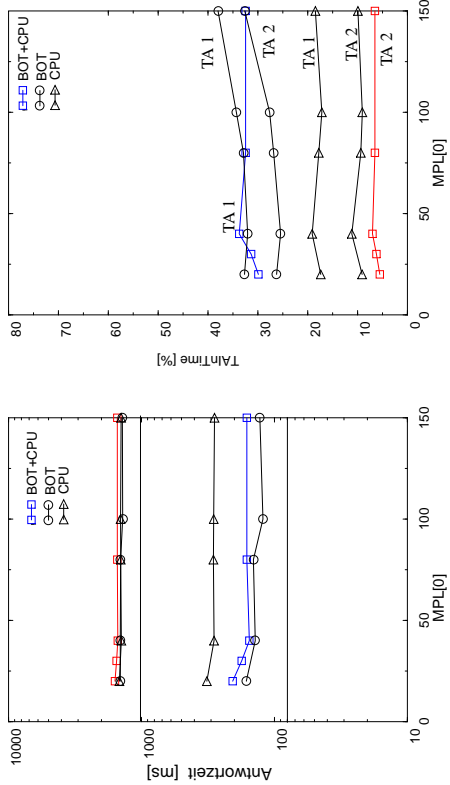 10000
1000
100
10
Antwortzeit [ms]
0
50
100
150
MPL[0]
BOT+CPU
BOT
CPU
80
70
60
50
40
30
20
10
0
TAInTime [%]
0
50
100
150
MPL[0]
BOT+CPU
BOT
CPU
TA 1
TA 1
TA 2
TA 1
TA 2
TA 2